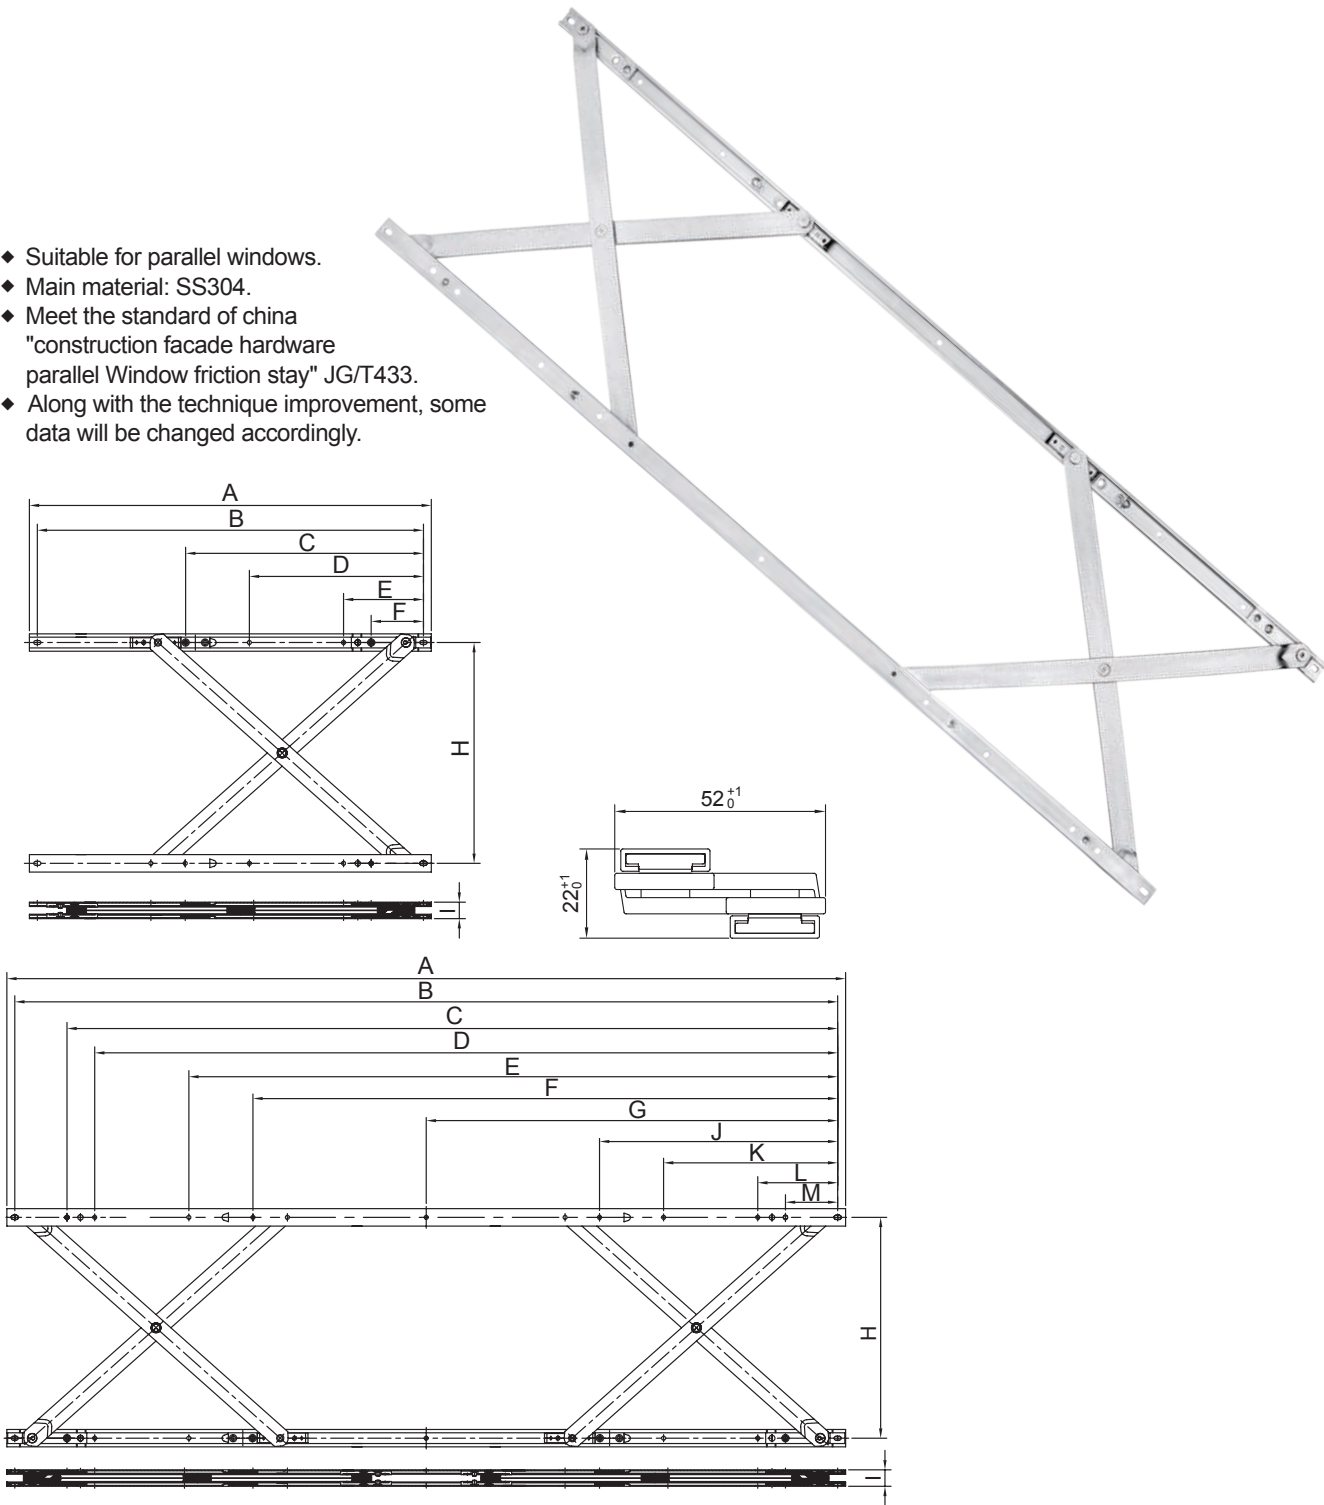 ◆ Suitable for parallel windows.
◆ Main material: SS304.
◆ Meet the standard of china
"construction facade hardware
parallel Window friction stay" JG/T433.
◆ Along with the technique improvement, some
data will be changed accordingly.
A
B
C
D
E
F
H
I
52 +1 0
22 +1 0
A
B
C
D
E
F
G
J
K
L
M
H
I